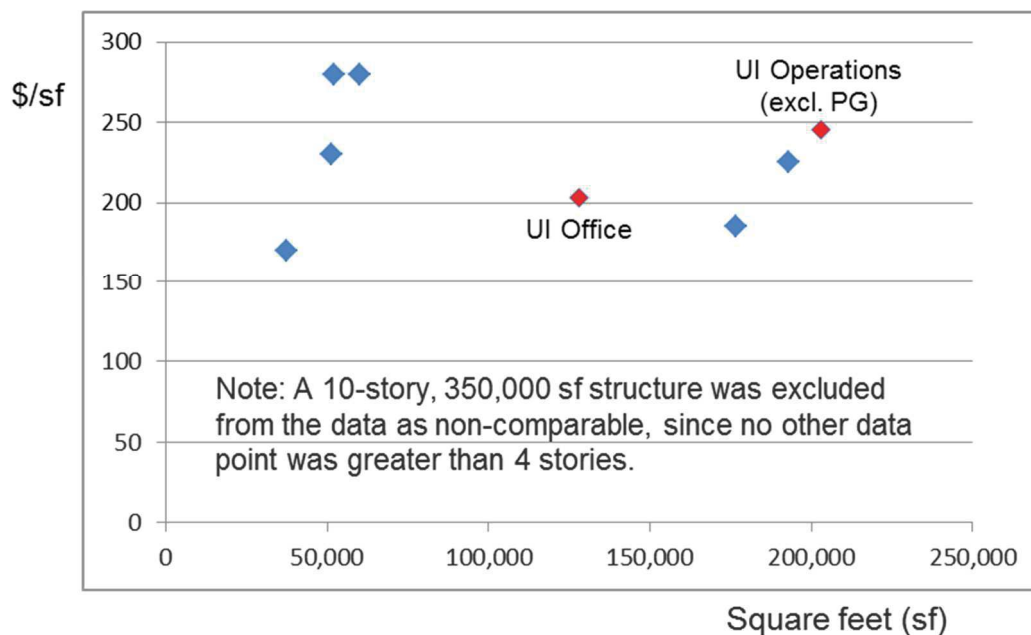 300
$/sf
250
200
150
100
50
0
UI Operations
(excl. PG)
UI Office
Note: A 10-story, 350,000 sf structure was excluded
from the data as non-comparable, since no other data
point was greater than 4 stories.
0 50,000 100,000 150,000 200,000 250,000
Square feet (sf)